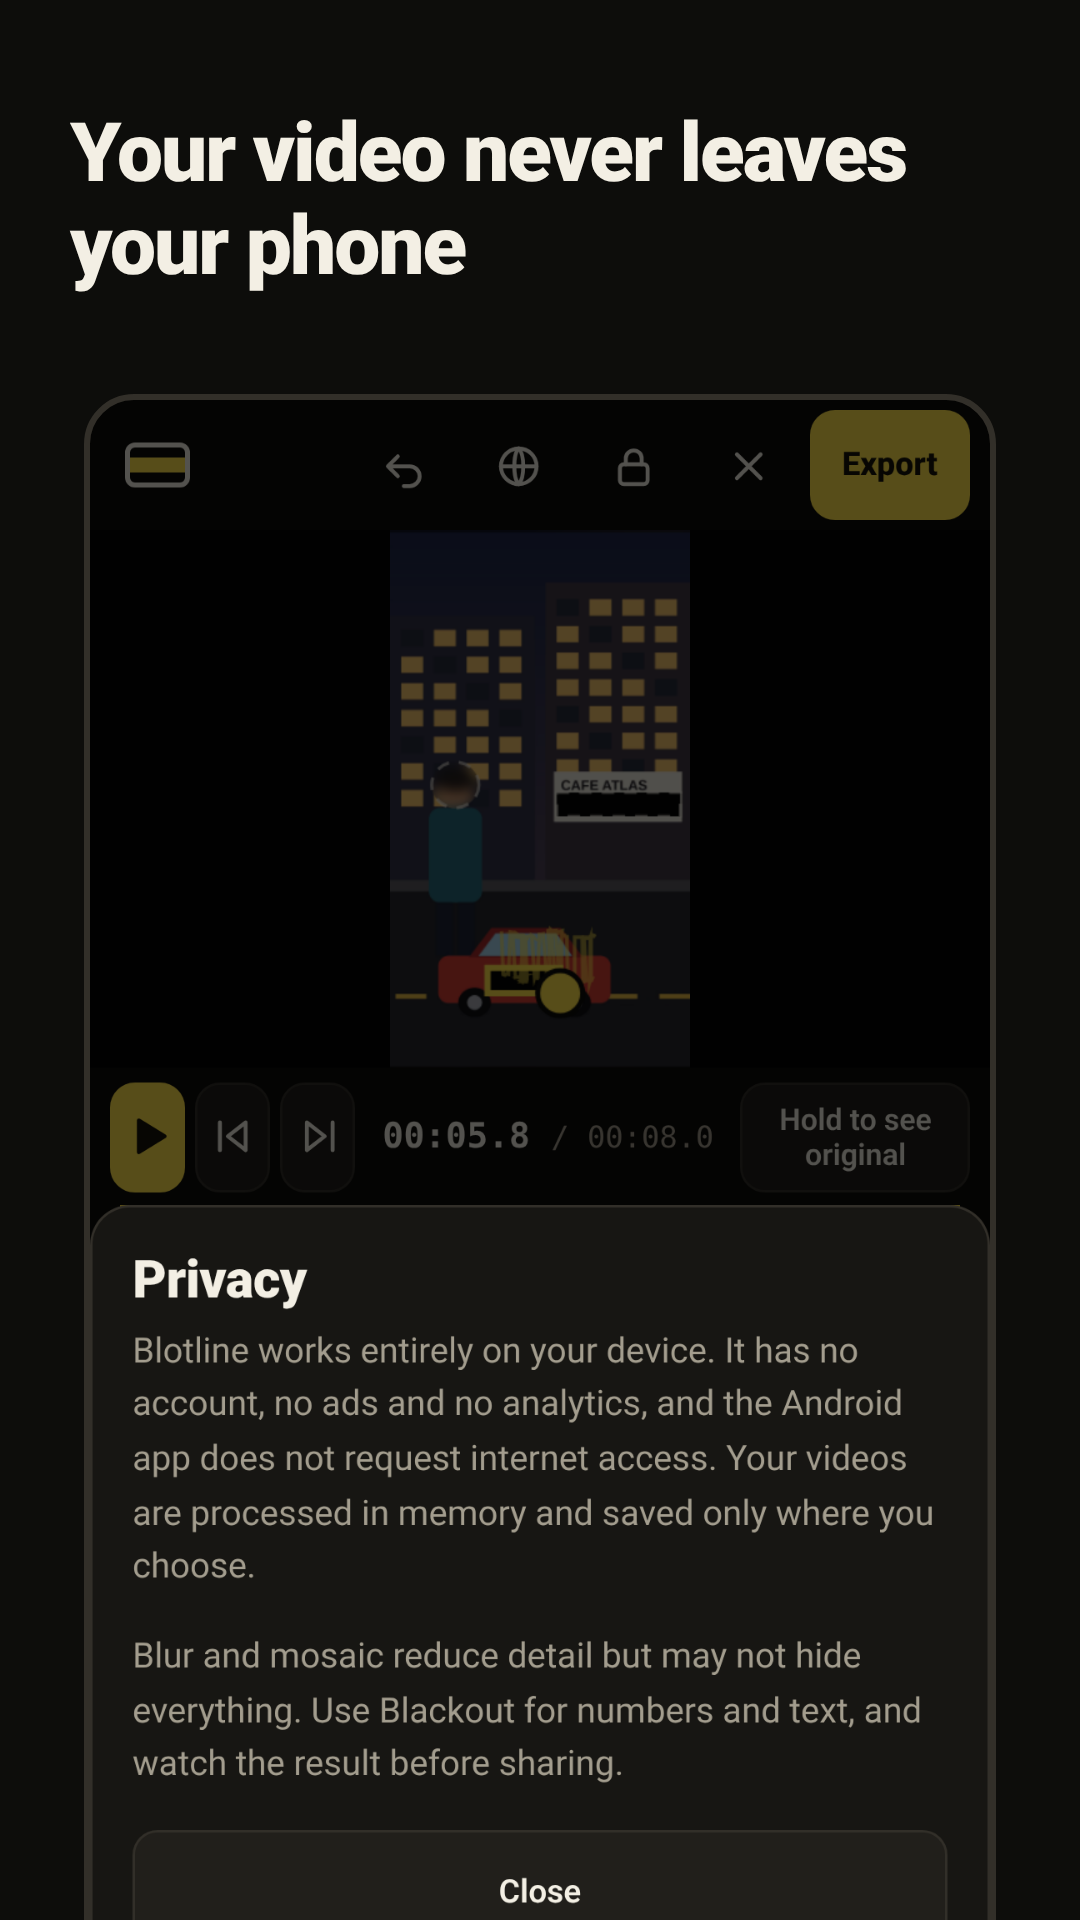 Your video never leaves
your phone
Export
CAFE ATLAS
00:05.8 / 00:08.0
Hold to see
original
Privacy
Blotline works entirely on your device. It has no
account, no ads and no analytics, and the Android
app does not request internet access. Your videos
are processed in memory and saved only where you
choose.
Blur and mosaic reduce detail but may not hide
everything. Use Blackout for numbers and text, and
watch the result before sharing.
Close